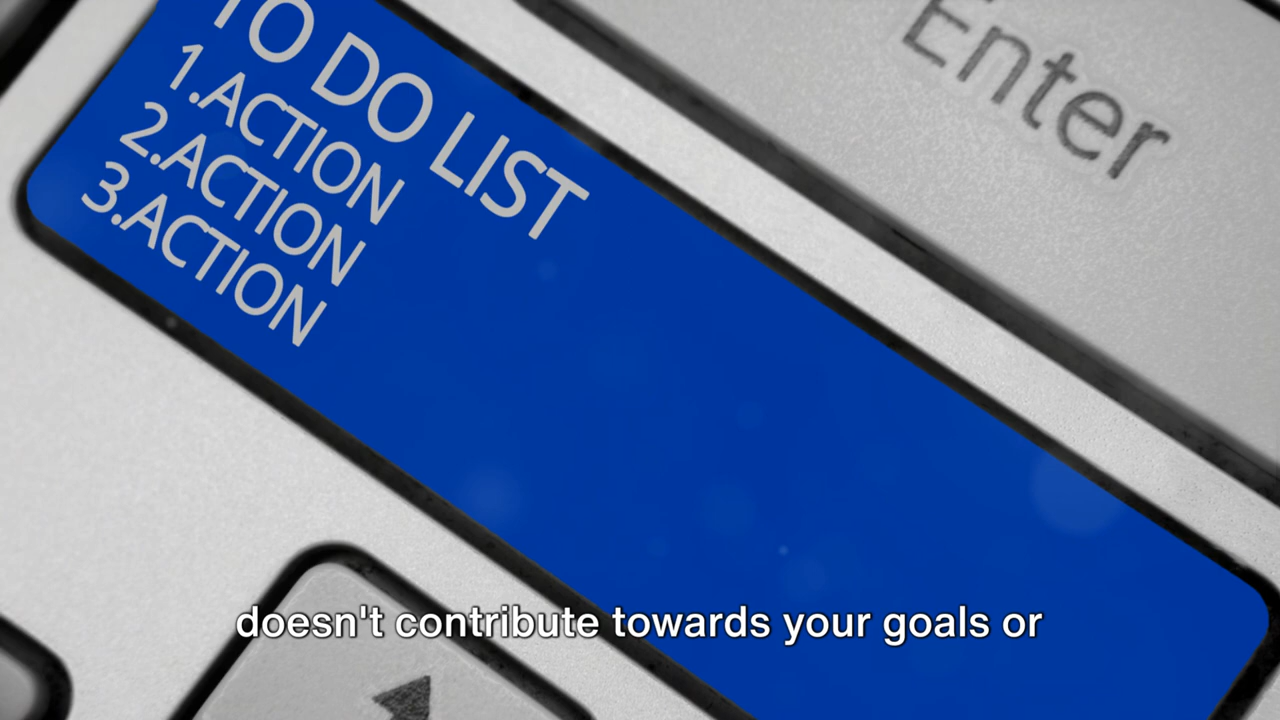 TO DO LIST
1.ACTION
2.ACTION
3.ACTION
Enter
doesn't contribute towards your goals or